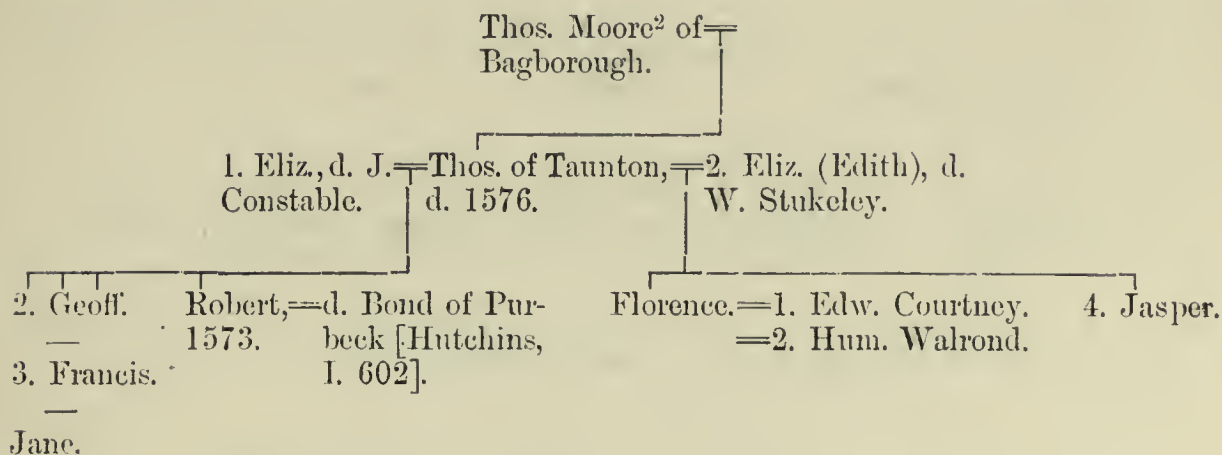 Thos. Moore² of
Bagborough.
1. Eliz., d. J. Thos. of Taunton, 2. Eliz. (Edith), d.
Constable. d. 1576. W. Stukeley.
2. Geoff. Robert, d. Bond of Pur- Florence. 1. Edw. Courtney. 4. Jasper.
1573. beck [Hutchins, 2. Hum. Walrond.
3. Francis. I. 602].
Jane.